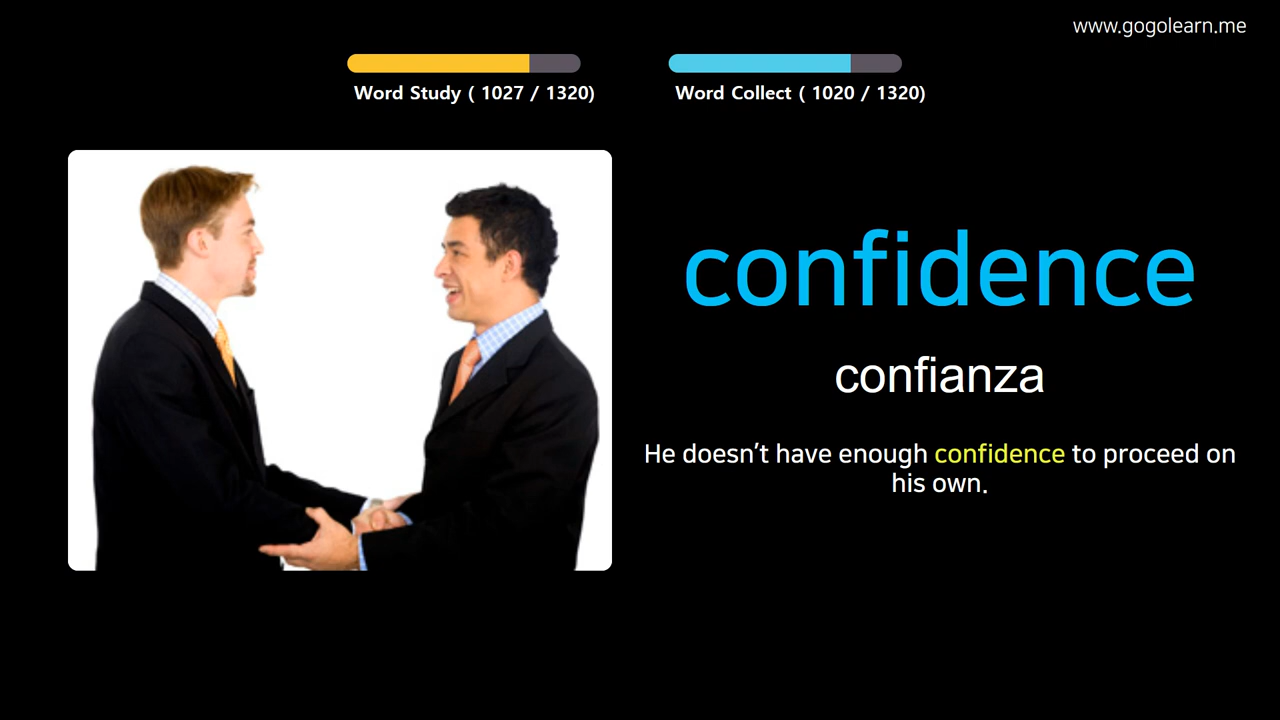 www.gogolearn.me
Word Study ( 1027 / 1320)
Word Collect ( 1020 / 1320)
confidence
confianza
He doesn’t have enough confidence to proceed on
his own.